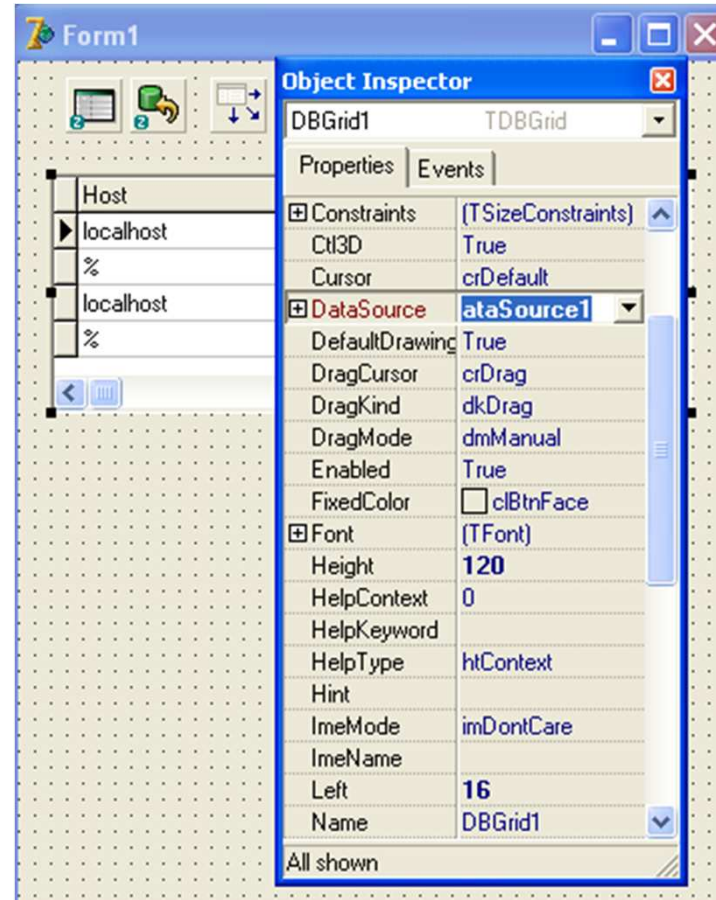 Form1
Host
localhost
%
localhost
%
Object Inspector
DBGrid1 TDBGrid
Properties Events
Constraints (TSizeConstraints)
Ctl3D True
Cursor crDefault
DataSource ataSource1
DefaultDrawing True
DragCursor crDrag
DragKind dkDrag
DragMode dmManual
Enabled True
FixedColor clBtnFace
Font (TFont)
Height 120
HelpContext 0
HelpKeyword
HelpType htContext
Hint
ImeMode imDontCare
ImeName
Left 16
Name DBGrid1
All shown